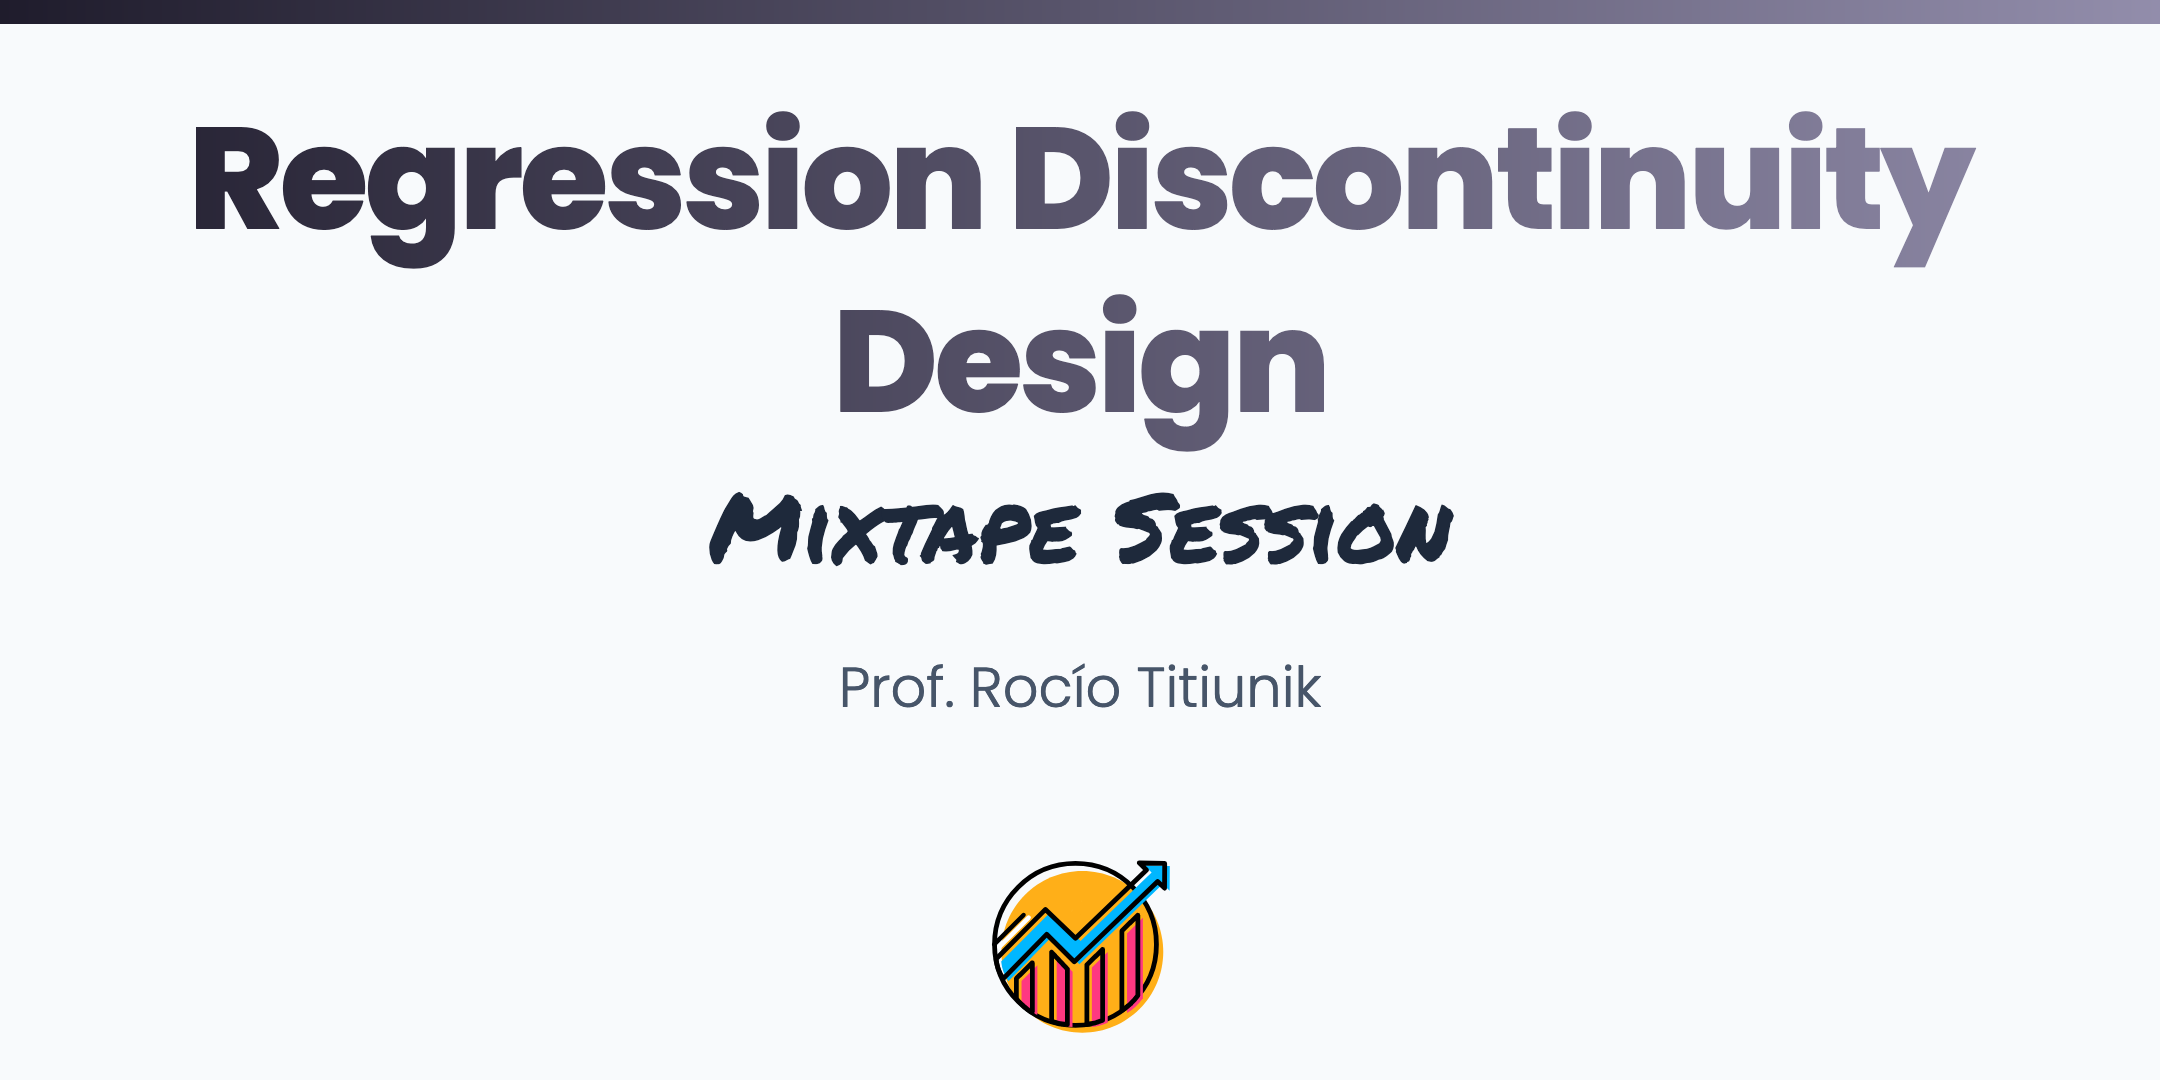 Regression Discontinuity
Design
Mixtape Session
Prof. Rocío Titiunik